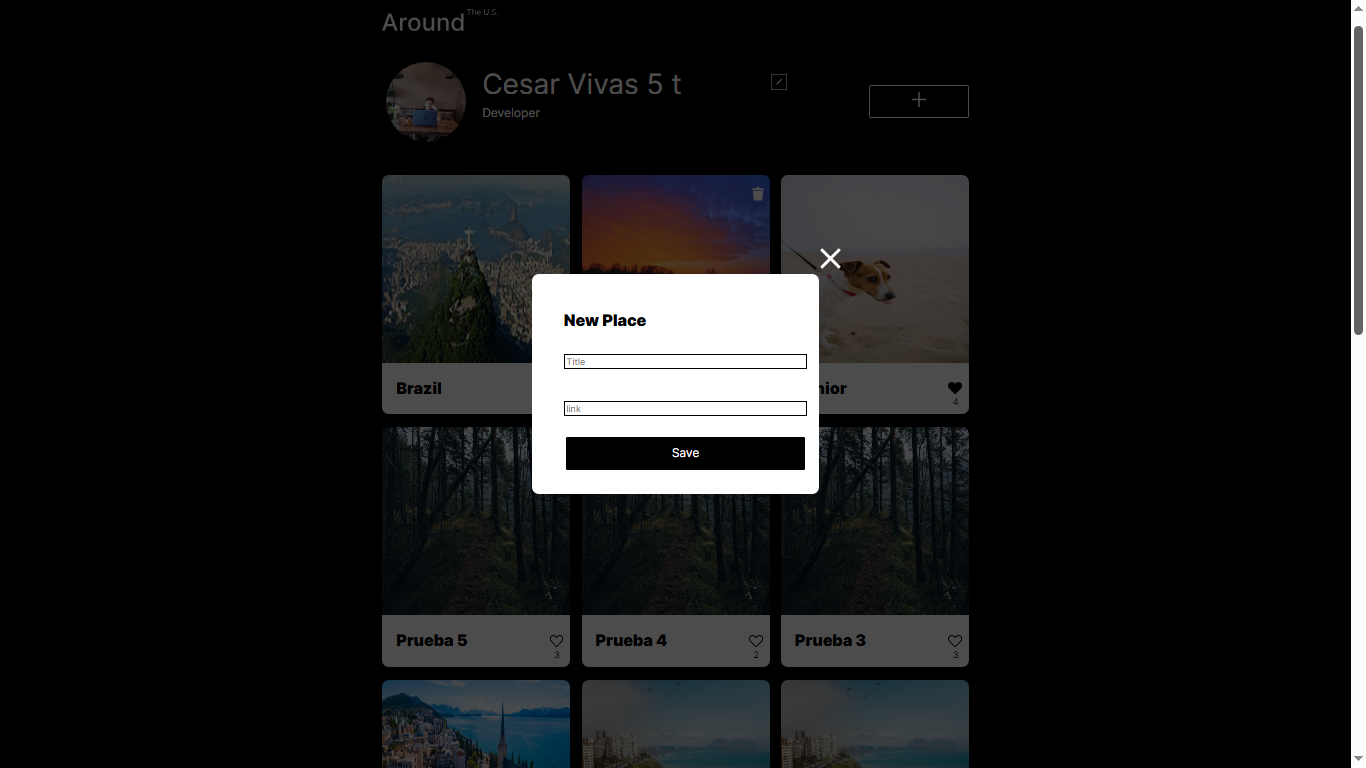 Around The U.S.
Cesar Vivas 5 t
Developer
New Place
Title
link
Save
Brazil
nior
4
Prueba 5
3
Prueba 4
2
Prueba 3
3